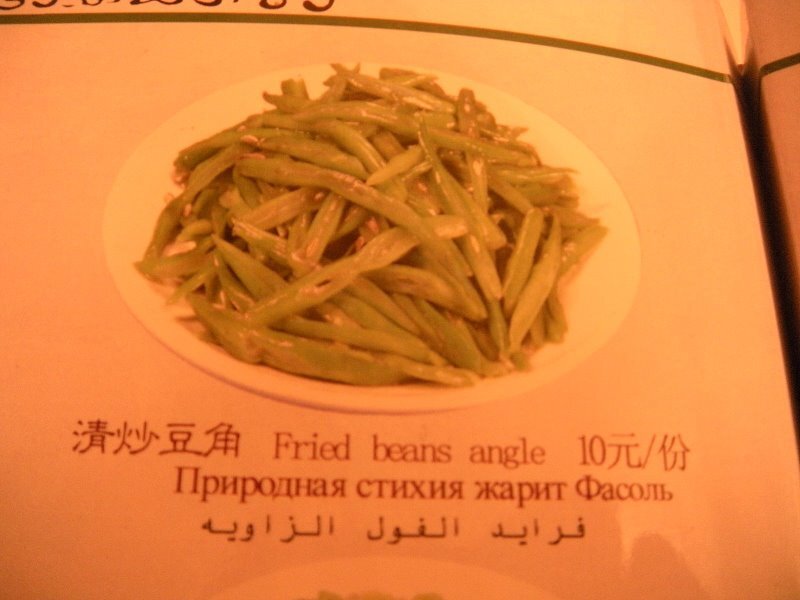 清炒豆角 Fried beans angle 10元/份
Природная стихия жарит Фасоль
فرايد الفول الزاويه